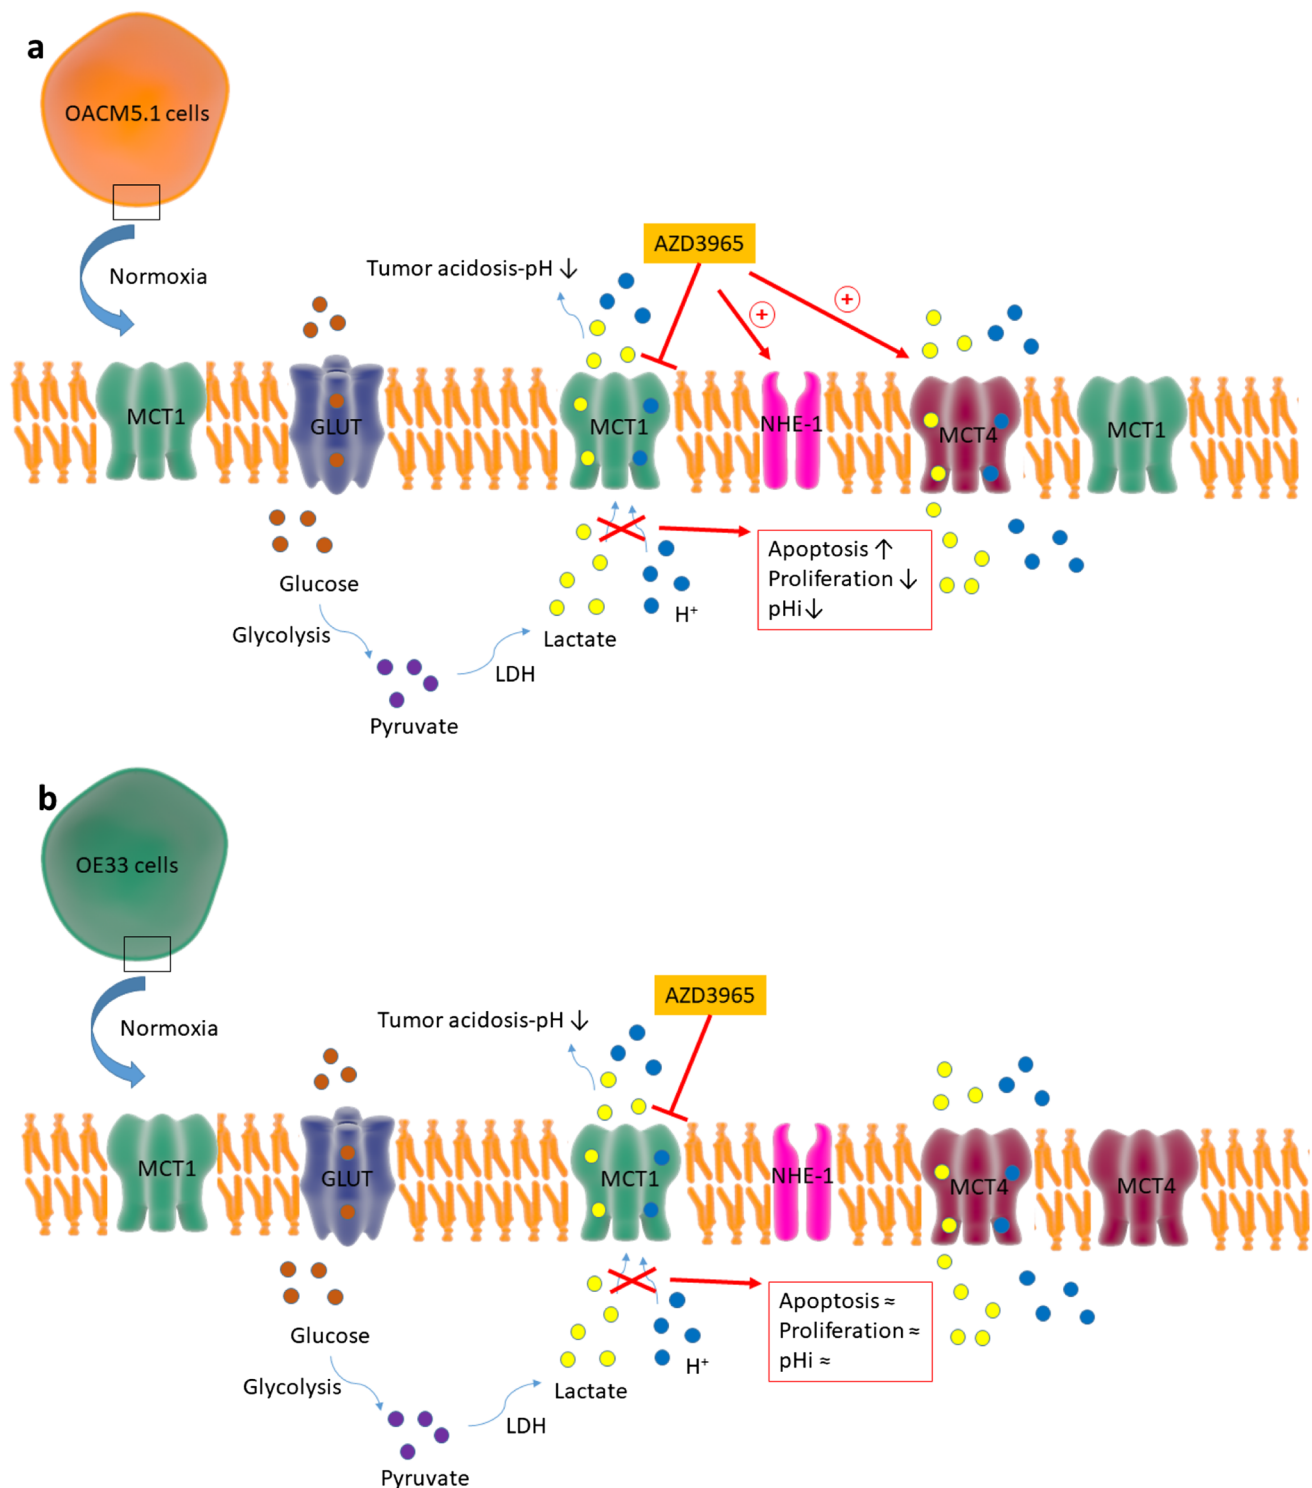 a
OACM5.1 cells
Normoxia
AZD3965
Tumor acidosis-pH ↓
+
+
MCT1
GLUT
MCT1
NHE-1
MCT4
MCT1
Apoptosis ↑
Proliferation ↓
pHi ↓
Glucose
H⁺
Glycolysis
Lactate
LDH
Pyruvate
b
OE33 cells
Normoxia
AZD3965
Tumor acidosis-pH ↓
MCT1
GLUT
MCT1
NHE-1
MCT4
MCT4
Apoptosis ≈
Proliferation ≈
pHi ≈
Glucose
H⁺
Glycolysis
Lactate
LDH
Pyruvate